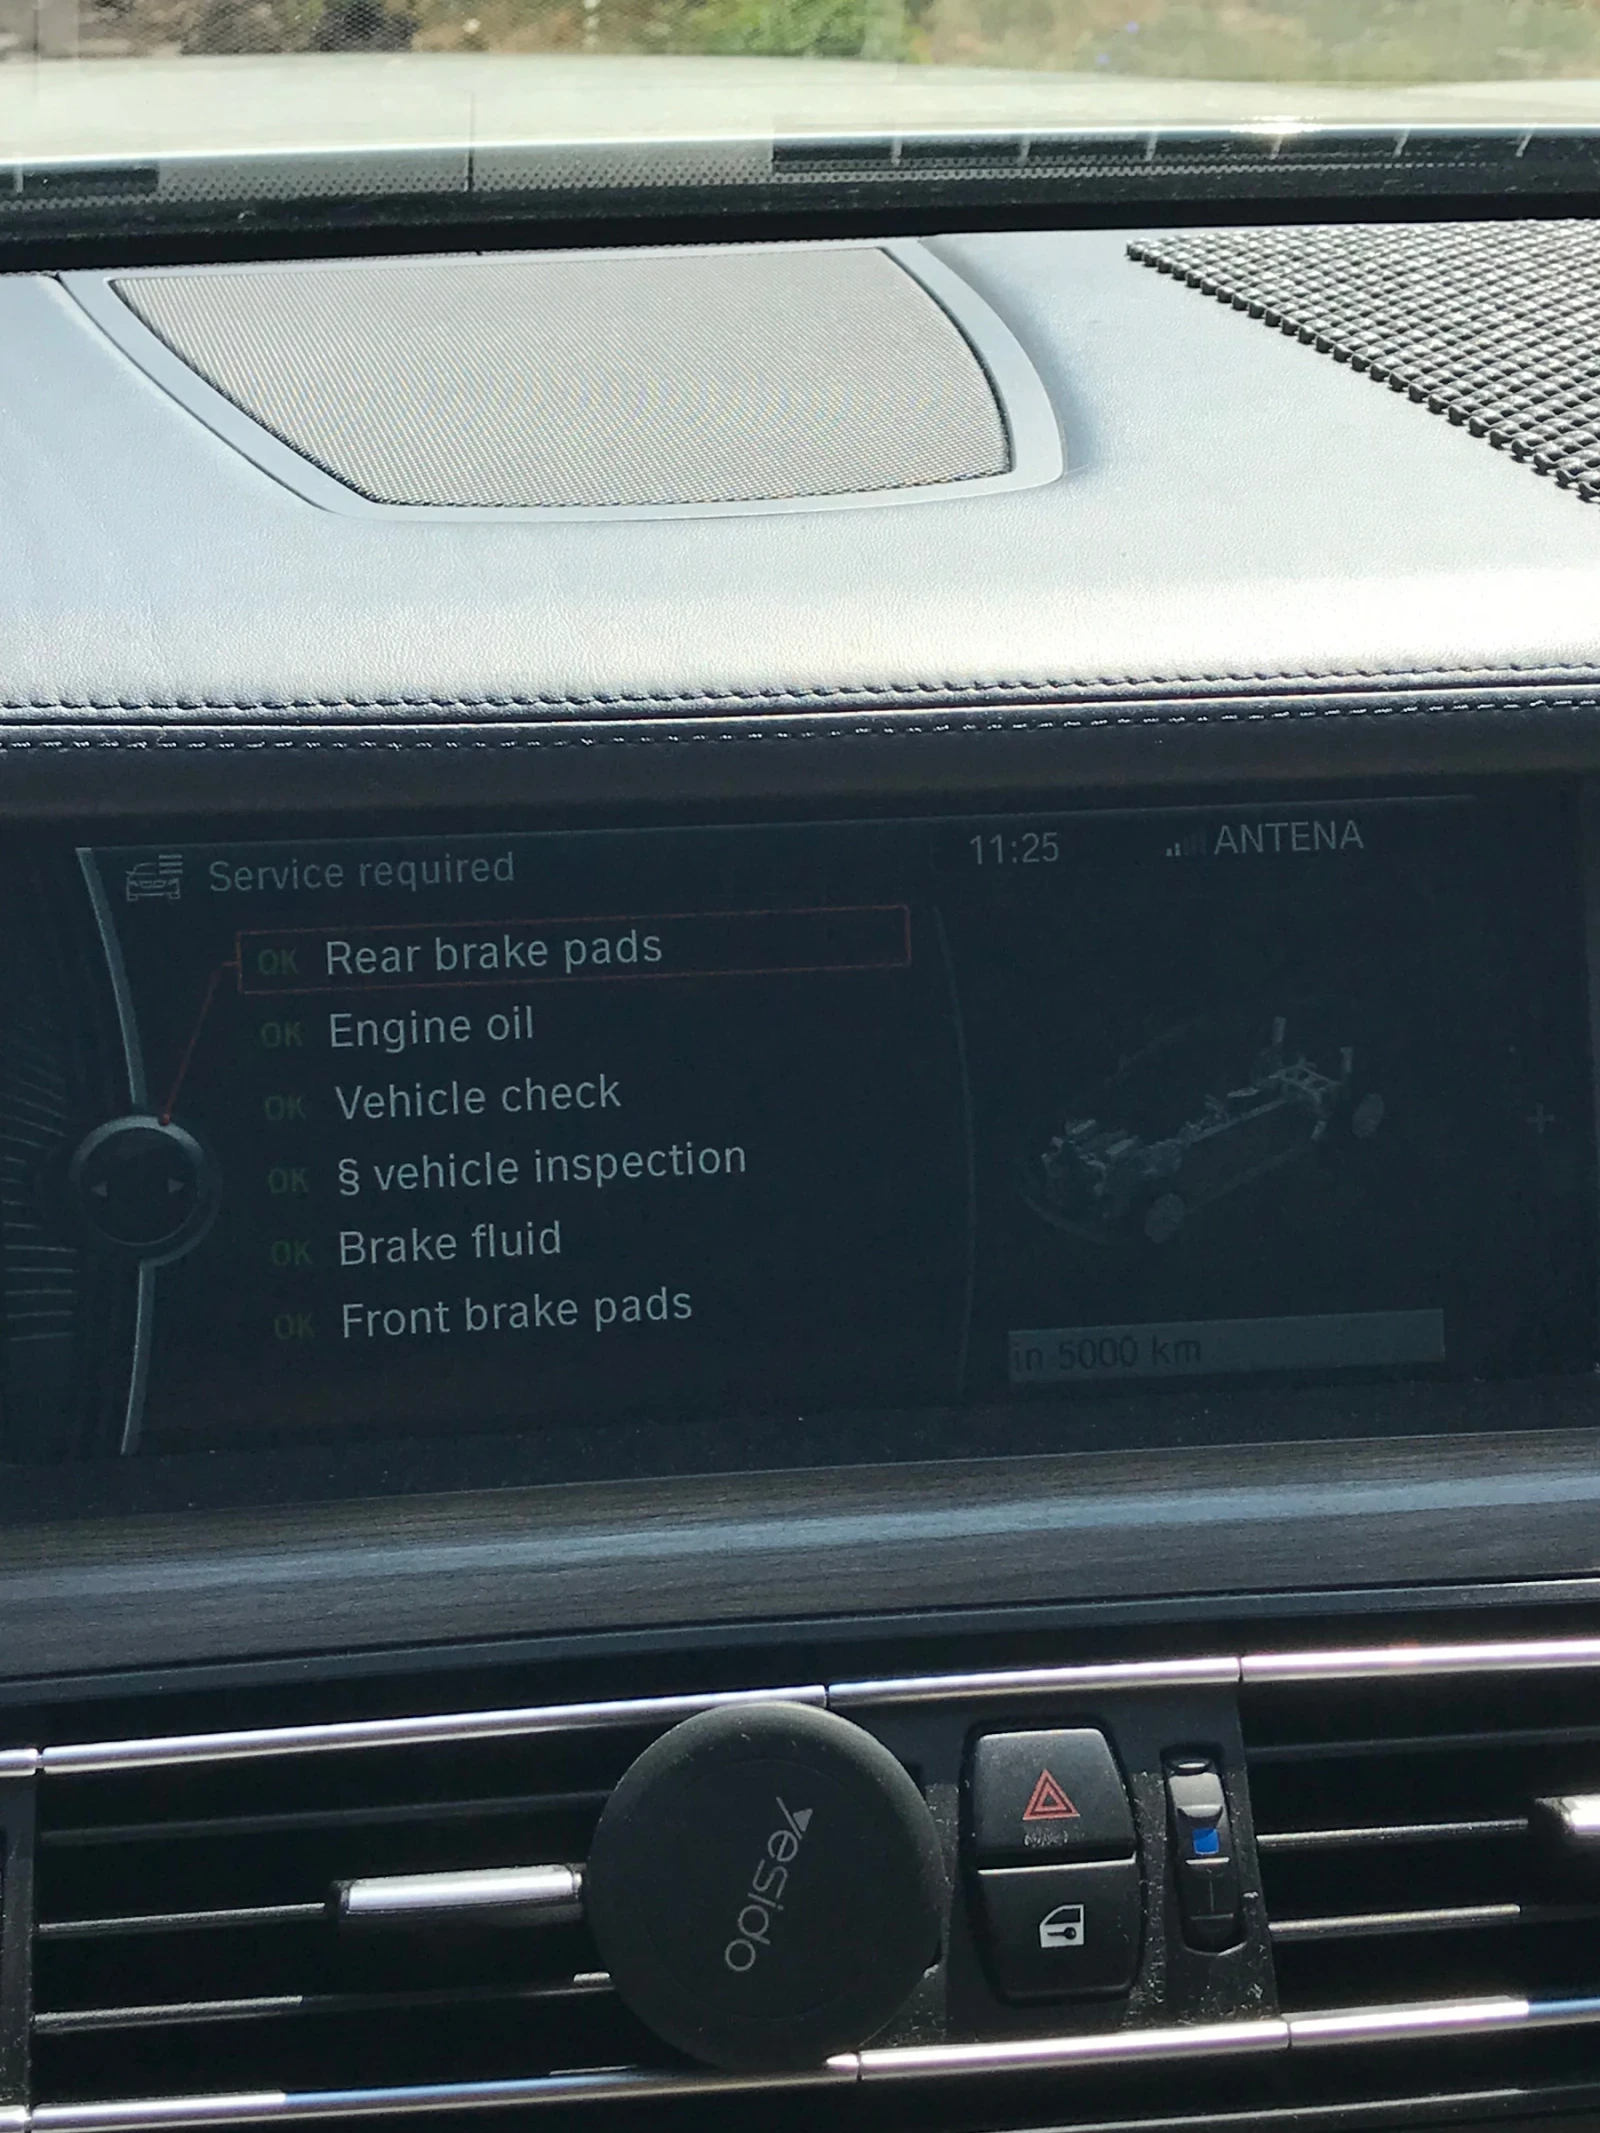 Service required
11:25
ANTENA
OK Rear brake pads
OK Engine oil
OK Vehicle check
OK § vehicle inspection
OK Brake fluid
OK Front brake pads
in 5000 km
yesido